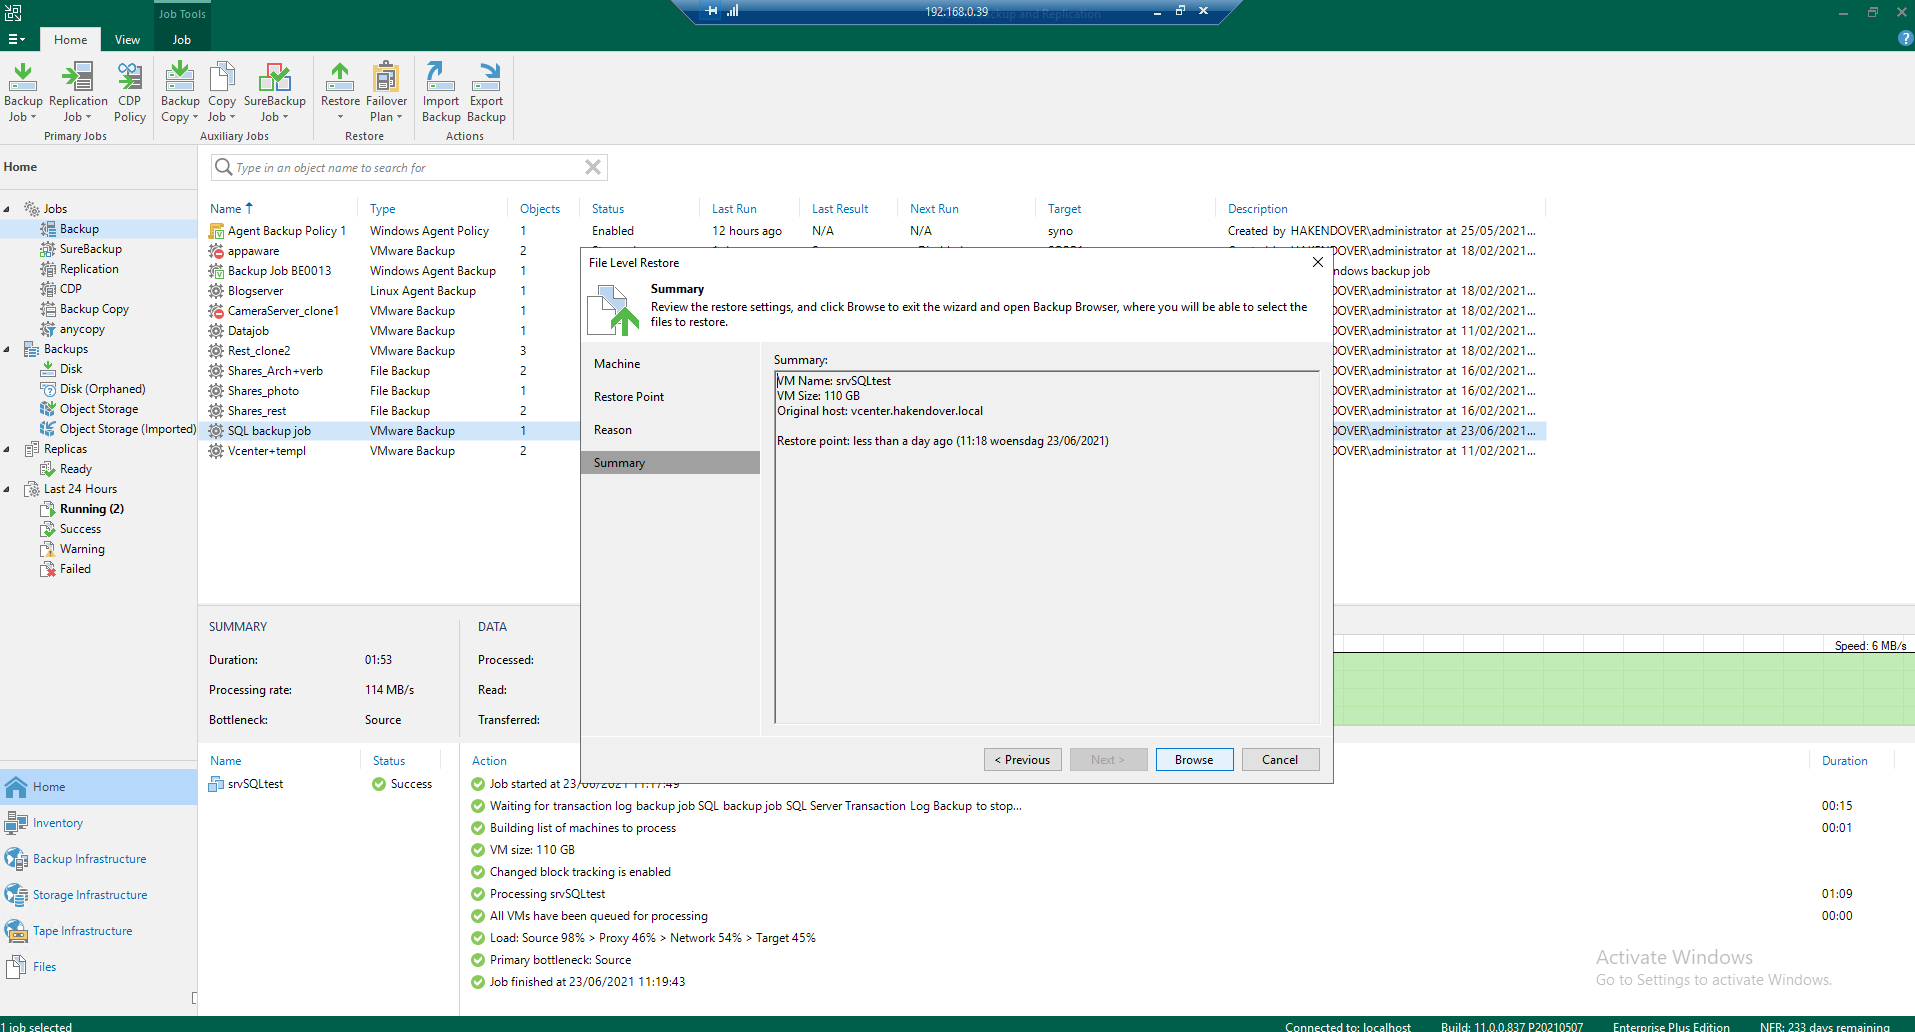 Job Tools
192.168.0.39
Home
View
Job
Backup Job
Replication Job
CDP Policy
Primary Jobs
Backup Copy
Copy Job
SureBackup Job
Auxiliary Jobs
Restore
Failover Plan
Restore
Import Backup
Export Backup
Actions
Home
Type in an object name to search for
Jobs
Backup
SureBackup
Replication
CDP
Backup Copy
anycopy
Backups
Disk
Disk (Orphaned)
Object Storage
Object Storage (Imported)
Replicas
Ready
Last 24 Hours
Running (2)
Success
Warning
Failed
Name Type Objects Status Last Run Last Result Next Run Target Description
Agent Backup Policy 1 Windows Agent Policy 1 Enabled 12 hours ago N/A N/A syno Created by HAKENDOVER\administrator at 25/05/2021...
appaware VMware Backup 2 OVER\administrator at 18/02/2021...
Backup Job BE0013 Windows Agent Backup 1 ndows backup job
Blogserver Linux Agent Backup 1 OVER\administrator at 18/02/2021...
CameraServer_clone1 VMware Backup 1 OVER\administrator at 18/02/2021...
Datajob VMware Backup 1 OVER\administrator at 11/02/2021...
Rest_clone2 VMware Backup 3 OVER\administrator at 18/02/2021...
Shares_Arch+verb File Backup 2 OVER\administrator at 16/02/2021...
Shares_photo File Backup 1 OVER\administrator at 16/02/2021...
Shares_rest File Backup 2 OVER\administrator at 16/02/2021...
SQL backup job VMware Backup 1 OVER\administrator at 23/06/2021...
Vcenter+templ VMware Backup 2 OVER\administrator at 11/02/2021...
File Level Restore
Summary
Review the restore settings, and click Browse to exit the wizard and open Backup Browser, where you will be able to select the
files to restore.
Machine
Restore Point
Reason
Summary
Summary:
VM Name: srvSQLtest
VM Size: 110 GB
Original host: vcenter.hakendover.local
Restore point: less than a day ago (11:18 woensdag 23/06/2021)
< Previous
Next >
Browse
Cancel
SUMMARY
Duration: 01:53
Processing rate: 114 MB/s
Bottleneck: Source
DATA
Processed:
Read:
Transferred:
Speed: 6 MB/s
Name Status
srvSQLtest Success
Action Duration
Job started at 23/06/2021 11:17:49
Waiting for transaction log backup job SQL backup job SQL Server Transaction Log Backup to stop... 00:15
Building list of machines to process 00:01
VM size: 110 GB
Changed block tracking is enabled
Processing srvSQLtest 01:09
All VMs have been queued for processing 00:00
Load: Source 98% > Proxy 46% > Network 54% > Target 45%
Primary bottleneck: Source
Job finished at 23/06/2021 11:19:43
Home
Inventory
Backup Infrastructure
Storage Infrastructure
Tape Infrastructure
Files
Activate Windows
Go to Settings to activate Windows.
1 job selected
Connected to: localhost
Build: 11.0.0.837 P20210507
Enterprise Plus Edition
NFR: 233 days remaining